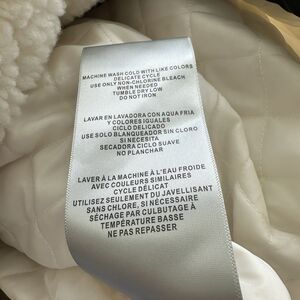 MACHINE WASH COLD WITH LIKE COLORS
DELICATE CYCLE
USE ONLY NON-CHLORINE BLEACH
WHEN NEEDED
TUMBLE DRY LOW
DO NOT IRON
LAVAR EN LAVADORA CON AQUA FRIA
Y COLORES IGUALES
CICLO DELICADO
USE SOLO BLANQUEADOR SIN CLORO
SI NECESITA
SECADORA CICLO SUAVE
NO PLANCHAR
LAVER À LA MACHINE À L'EAU FROIDE
AVEC COULEURS SIMILAIRES
CYCLE DÉLICAT
UTILISEZ SEULEMENT DU JAVELLISANT
SANS CHLORE, SI NÉCESSAIRE
SÉCHAGE PAR CULBUTAGE À
TEMPÉRATURE BASSE
NE PAS REPASSER